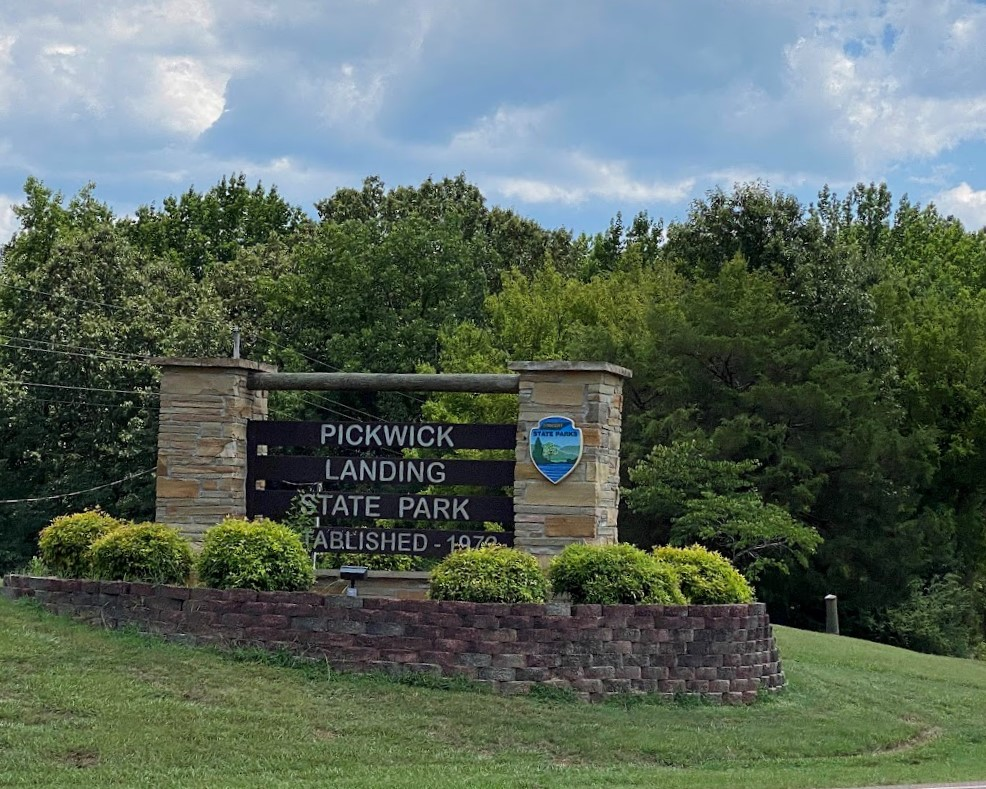 PICKWICK
LANDING
STATE PARK
TABLISHED - 197
STATE PARKS